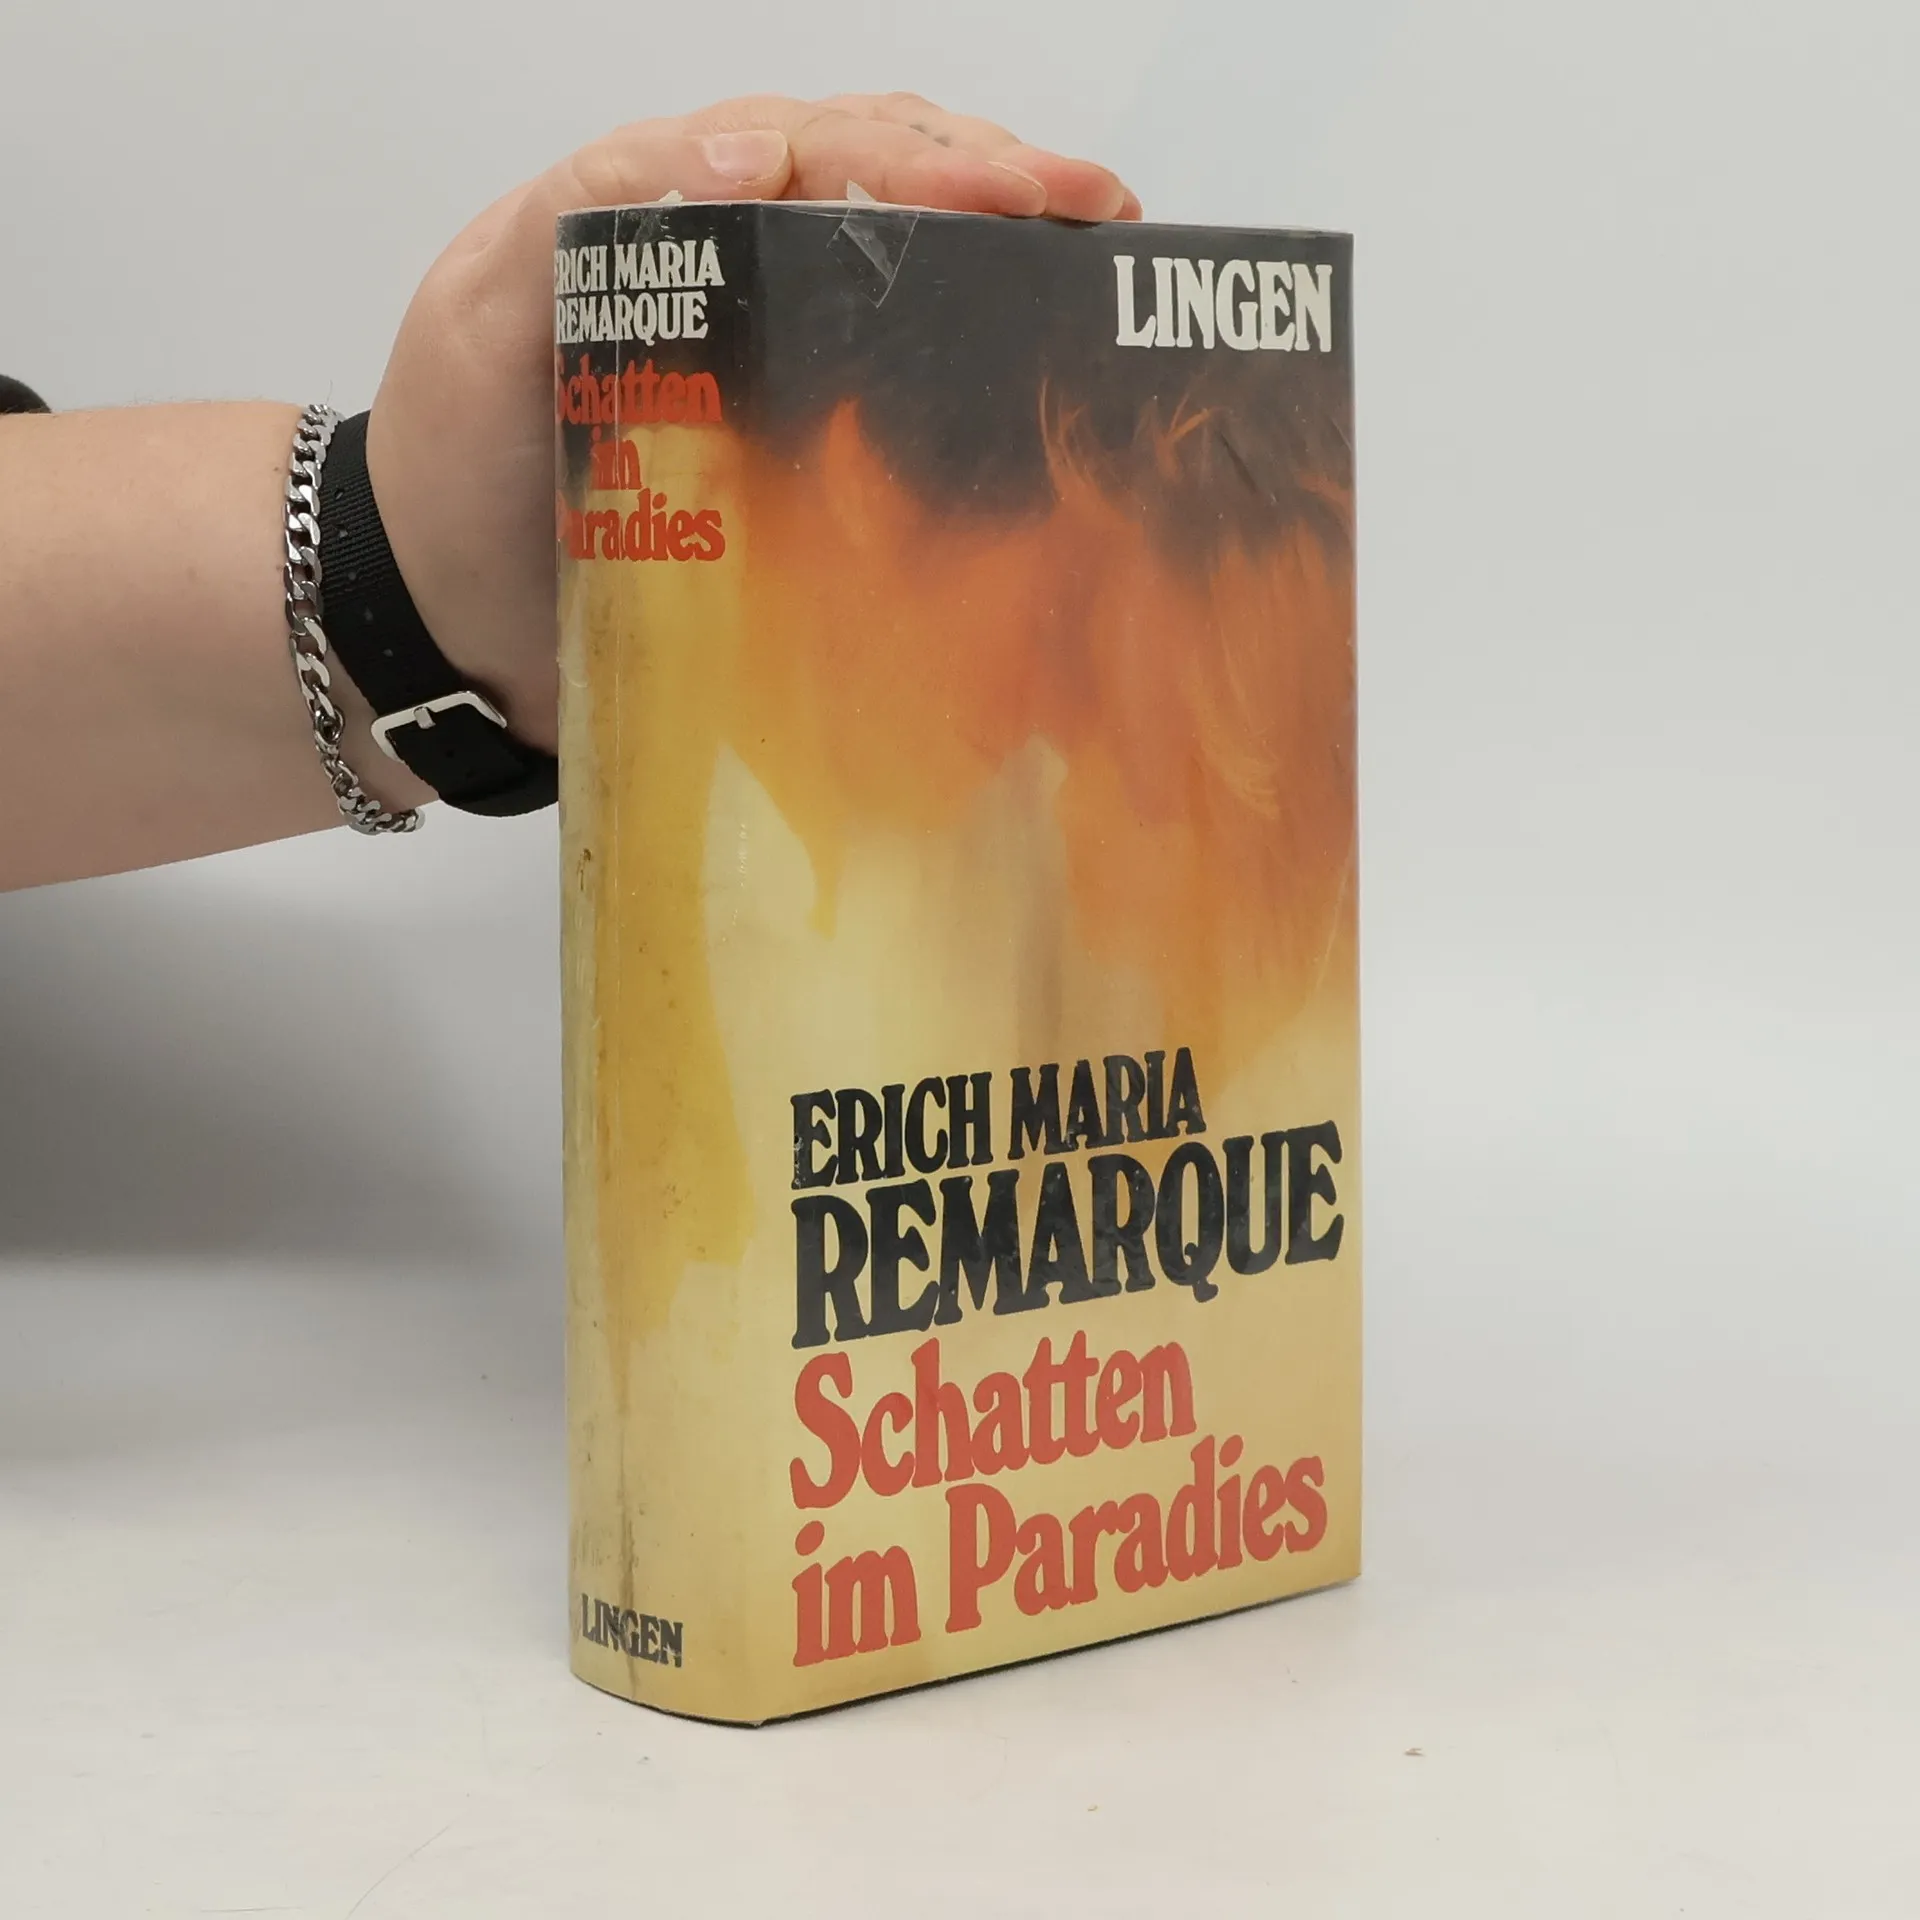 ERICH MARIA
REMARQUE
Schatten
im
Paradies
LINGEN
LINGEN
ERICH MARIA
REMARQUE
Schatten
im Paradies